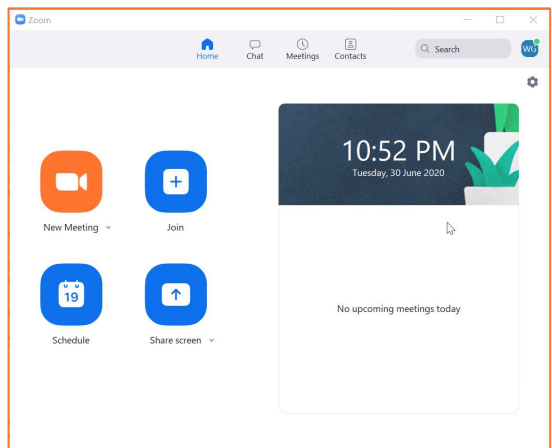 Zoom
Home
Chat
Meetings
Contacts
Search
WG
10:52 PM
Tuesday, 30 June 2020
New Meeting
Join
19
Schedule
Share screen
No upcoming meetings today